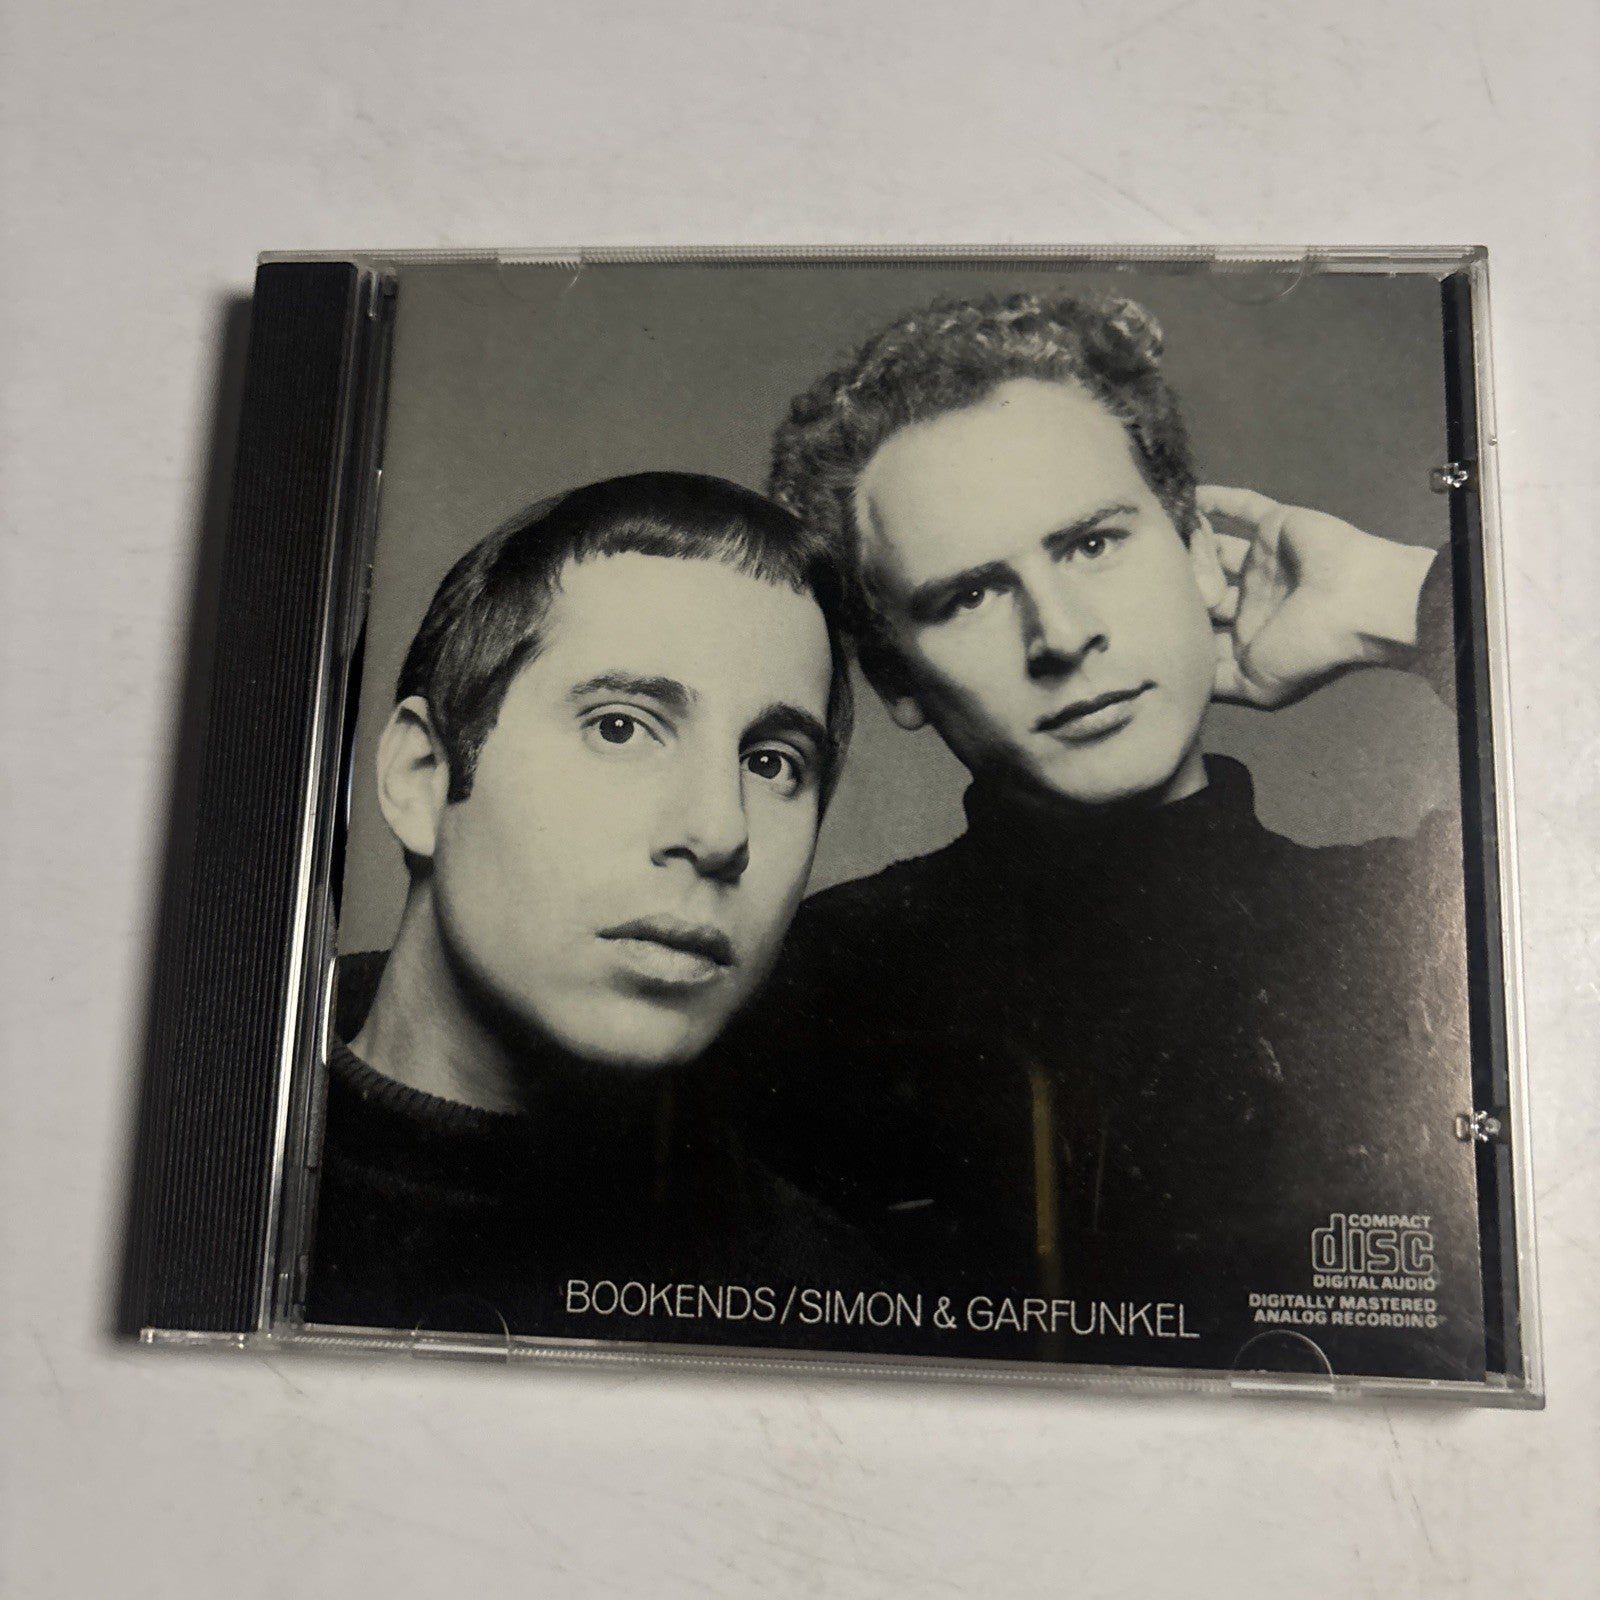 COMPACT
disc
DIGITAL AUDIO
BOOKENDS/SIMON & GARFUNKEL
DIGITALLY MASTERED
ANALOG RECORDING